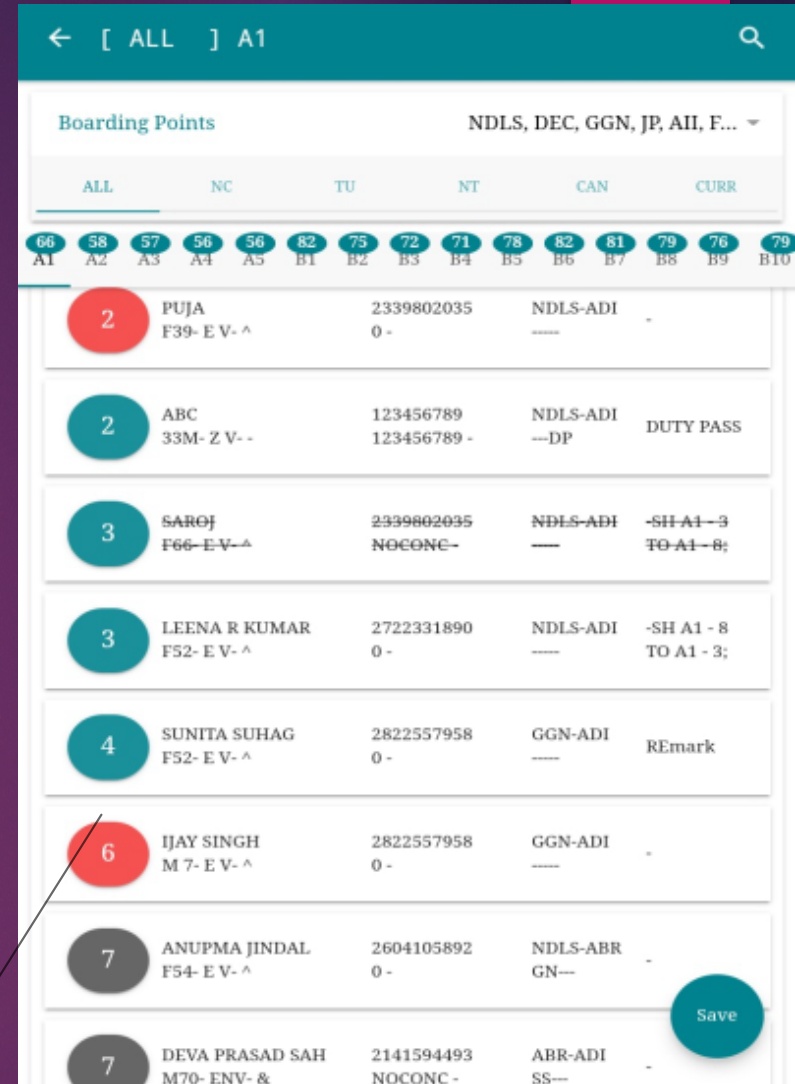 ← [ ALL ] A1
Boarding Points NDLS, DEC, GGN, JP, AII, F...
ALL NC TU NT CAN CURR
66 58 57 56 56 82 75 72 71 78 82 81 79 76 79
A1 A2 A3 A4 A5 B1 B2 B3 B4 B5 B6 B7 B8 B9 B10
2 PUJA 2339802035 NDLS-ADI -
F39- E V- ^ 0 - -----
2 ABC 123456789 NDLS-ADI DUTY PASS
33M- Z V- - 123456789 - ---DP
3 SAROJ 2339802035 NDLS-ADI -SH A1 - 3
F66- E V- ^ NOCONC - ----- TO A1 - 8;
3 LEENA R KUMAR 2722331890 NDLS-ADI -SH A1 - 8
F52- E V- ^ 0 - ----- TO A1 - 3;
4 SUNITA SUHAG 2822557958 GGN-ADI REmark
F52- E V- ^ 0 - -----
6 IJAY SINGH 2822557958 GGN-ADI -
M 7- E V- ^ 0 - -----
7 ANUPMA JINDAL 2604105892 NDLS-ABR -
F54- E V- ^ 0 - GN---
Save
7 DEVA PRASAD SAH 2141594493 ABR-ADI -
M70- ENV- & NOCONC - SS---